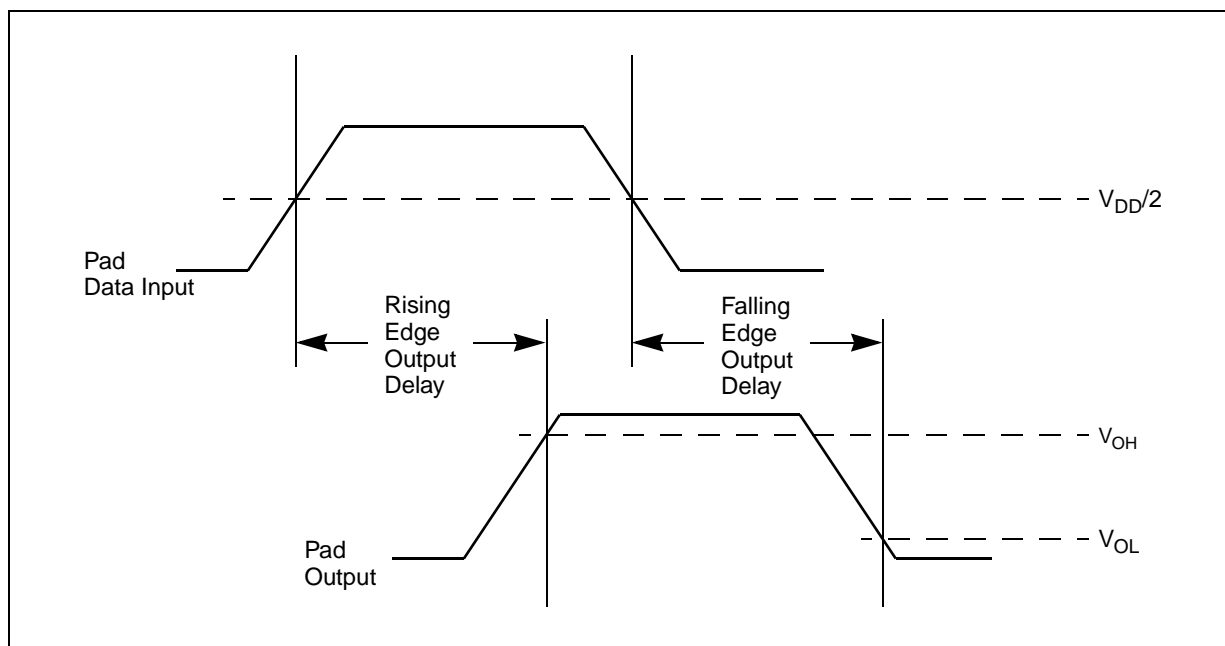 V_DD/2
Pad
Data Input
Rising
Edge
Output
Delay
Falling
Edge
Output
Delay
V_OH
V_OL
Pad
Output